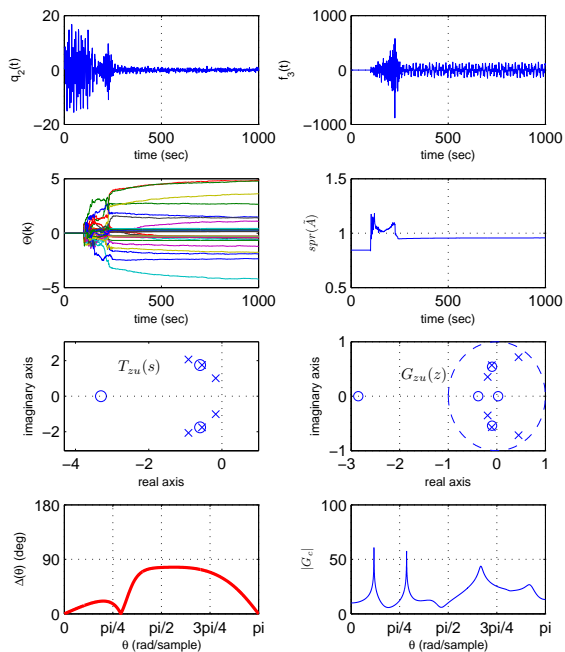 20
0
−20
q2(t)
0
500
1000
time (sec)
1000
0
−1000
f3(t)
0
500
1000
time (sec)
5
0
−5
Θ(k)
0
500
1000
time (sec)
1.5
1
0.5
spr(Ã)
0
500
1000
time (sec)
2
0
−2
imaginary axis
Tzu(s)
−4
−2
0
real axis
1
0
−1
imaginary axis
Gzu(z)
−3
−2
−1
0
1
real axis
180
90
0
Δ(θ) (deg)
0
pi/4
pi/2
3pi/4
pi
θ (rad/sample)
100
50
0
|Gc|
0
pi/4
pi/2
3pi/4
pi
θ (rad/sample)